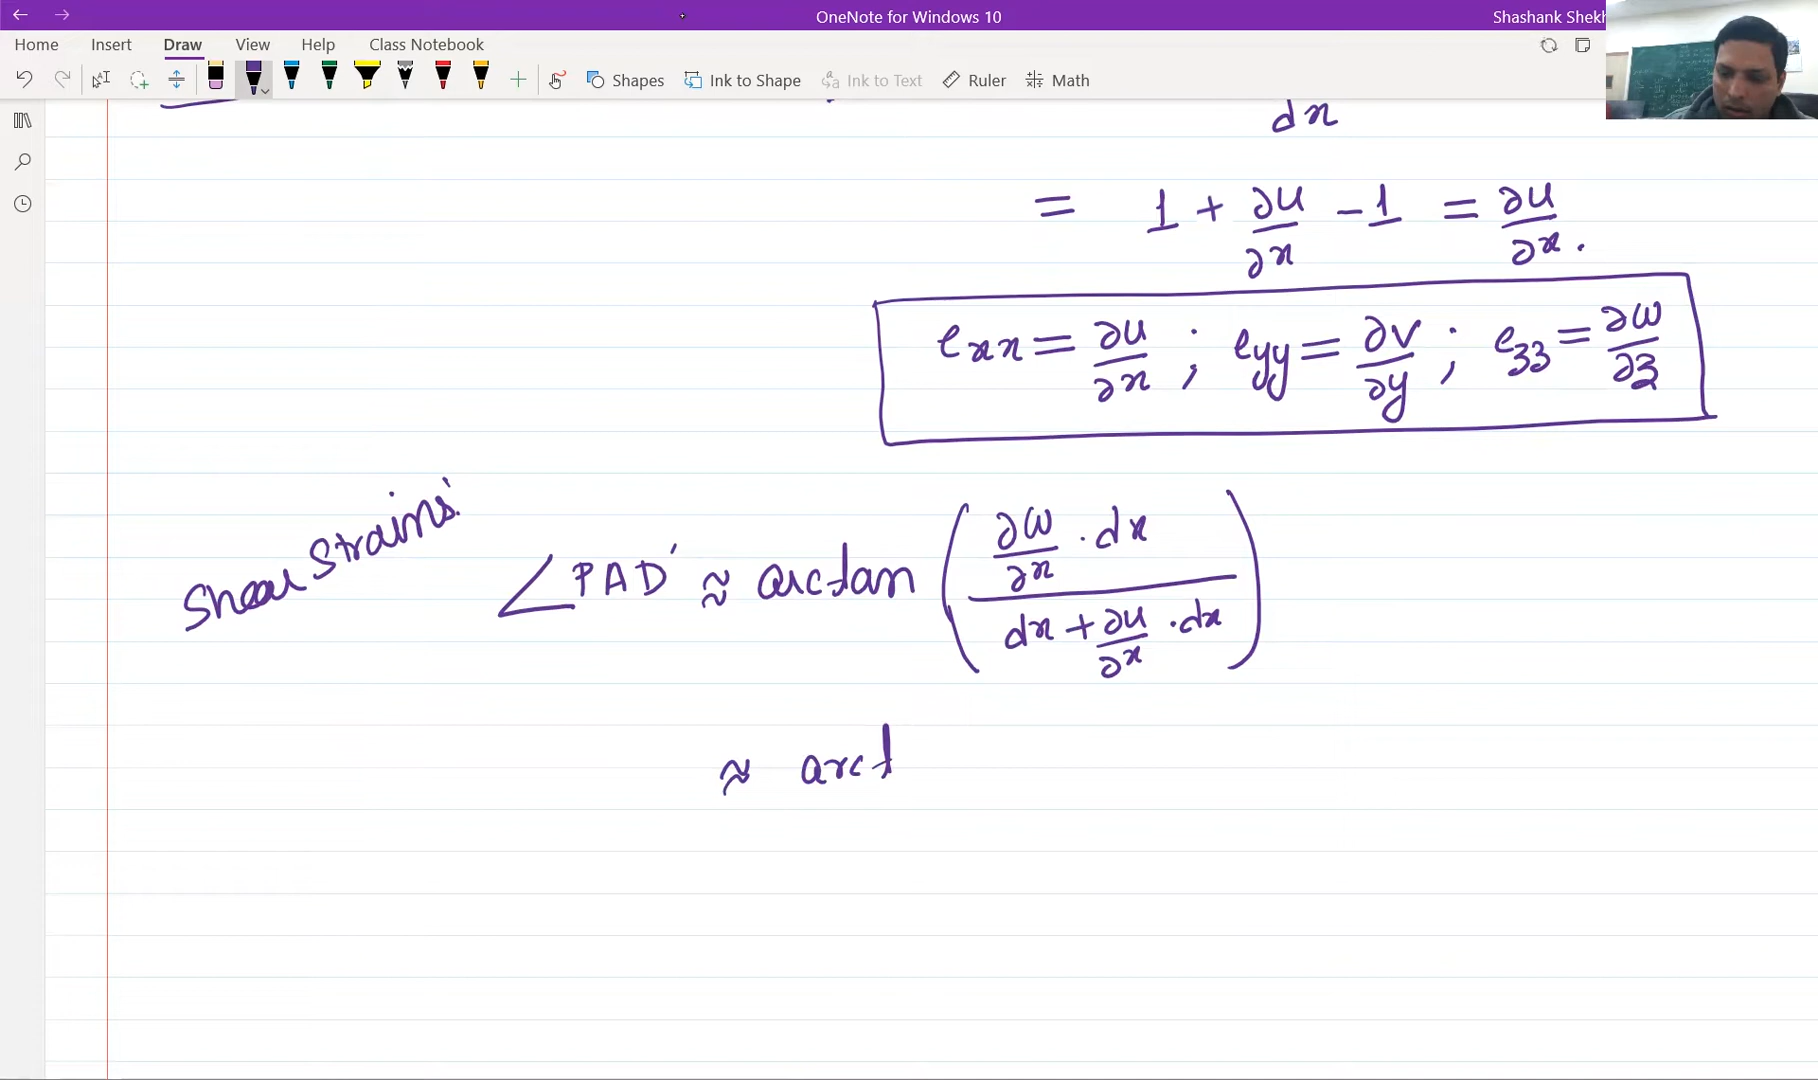 OneNote for Windows 10
Shashank Shekh
Home Insert Draw View Help Class Notebook
Shapes Ink to Shape Ink to Text Ruler Math
dx
= 1 + ∂u/∂x - 1 = ∂u/∂x.
exx = ∂u/∂x ; eyy = ∂v/∂y ; ezz = ∂w/∂z
Shear Strains:
∠PAD' ≈ arctan ( (∂w/∂x · dx) / (dx + ∂u/∂x · dx) )
≈ arct